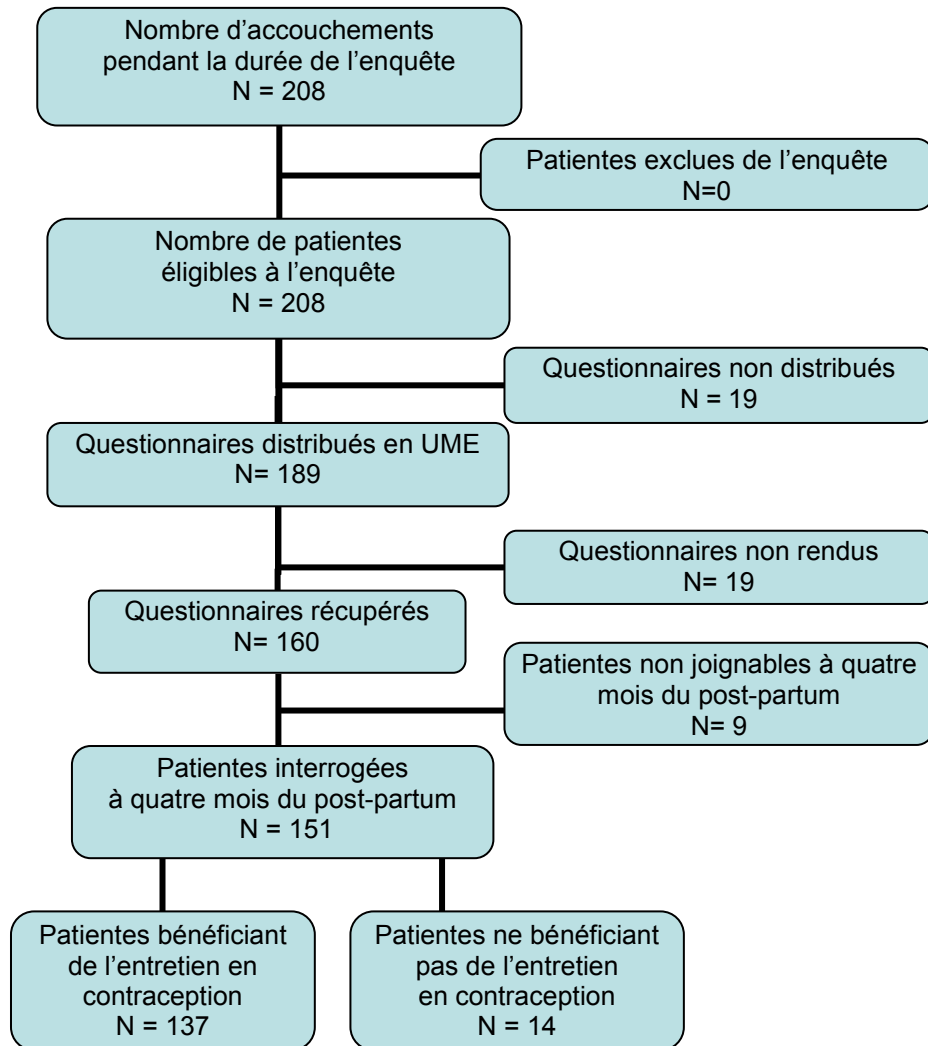 Nombre d'accouchements
pendant la durée de l'enquête
N = 208
Patientes exclues de l'enquête
N=0
Nombre de patientes
éligibles à l'enquête
N = 208
Questionnaires non distribués
N = 19
Questionnaires distribués en UME
N= 189
Questionnaires non rendus
N= 19
Questionnaires récupérés
N= 160
Patientes non joignables à quatre
mois du post-partum
N= 9
Patientes interrogées
à quatre mois du post-partum
N = 151
Patientes bénéficiant
de l'entretien en
contraception
N = 137
Patientes ne bénéficiant
pas de l'entretien
en contraception
N = 14